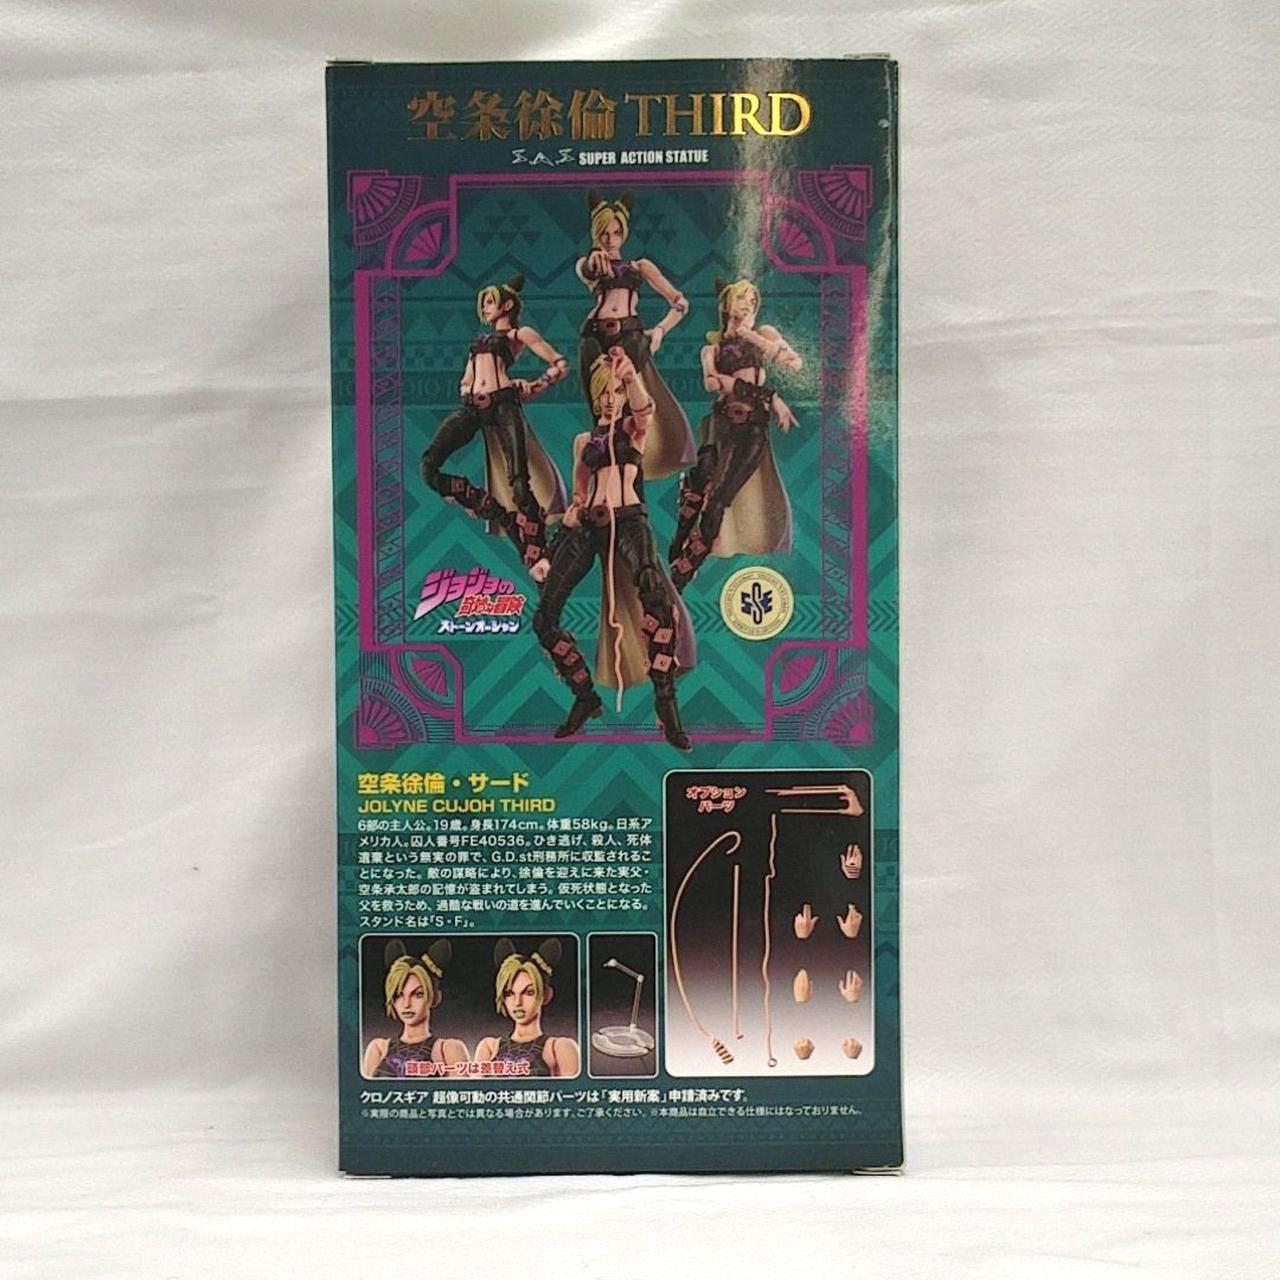 空条徐倫THIRD
SAS SUPER ACTION STATUE
ジョジョの
奇妙な冒険
ストーンオーシャン
空条徐倫・サード
JOLYNE CUJOH THIRD
6部の主人公。19歳。身長174cm。体重58kg。日系ア
メリカ人。囚人番号FE40536。ひき逃げ、殺人、死体
遺棄という無実の罪で、G.D.st刑務所に収監されるこ
とになった。敵の謀略により、徐倫を迎えに来た実父・
空条承太郎の記憶が盗まれてしまう。仮死状態となった
父を救うため、過酷な戦いの道を進んでいくことになる。
スタンド名は「S・F」。
オプション
パーツ
頭部パーツは差替え式
クロノスギア 超像可動の共通関節パーツは「実用新案」申請済みです。
※実際の商品と写真とでは異なる場合があります。ご了承ください。※本商品は自立できる仕様にはなっておりません。